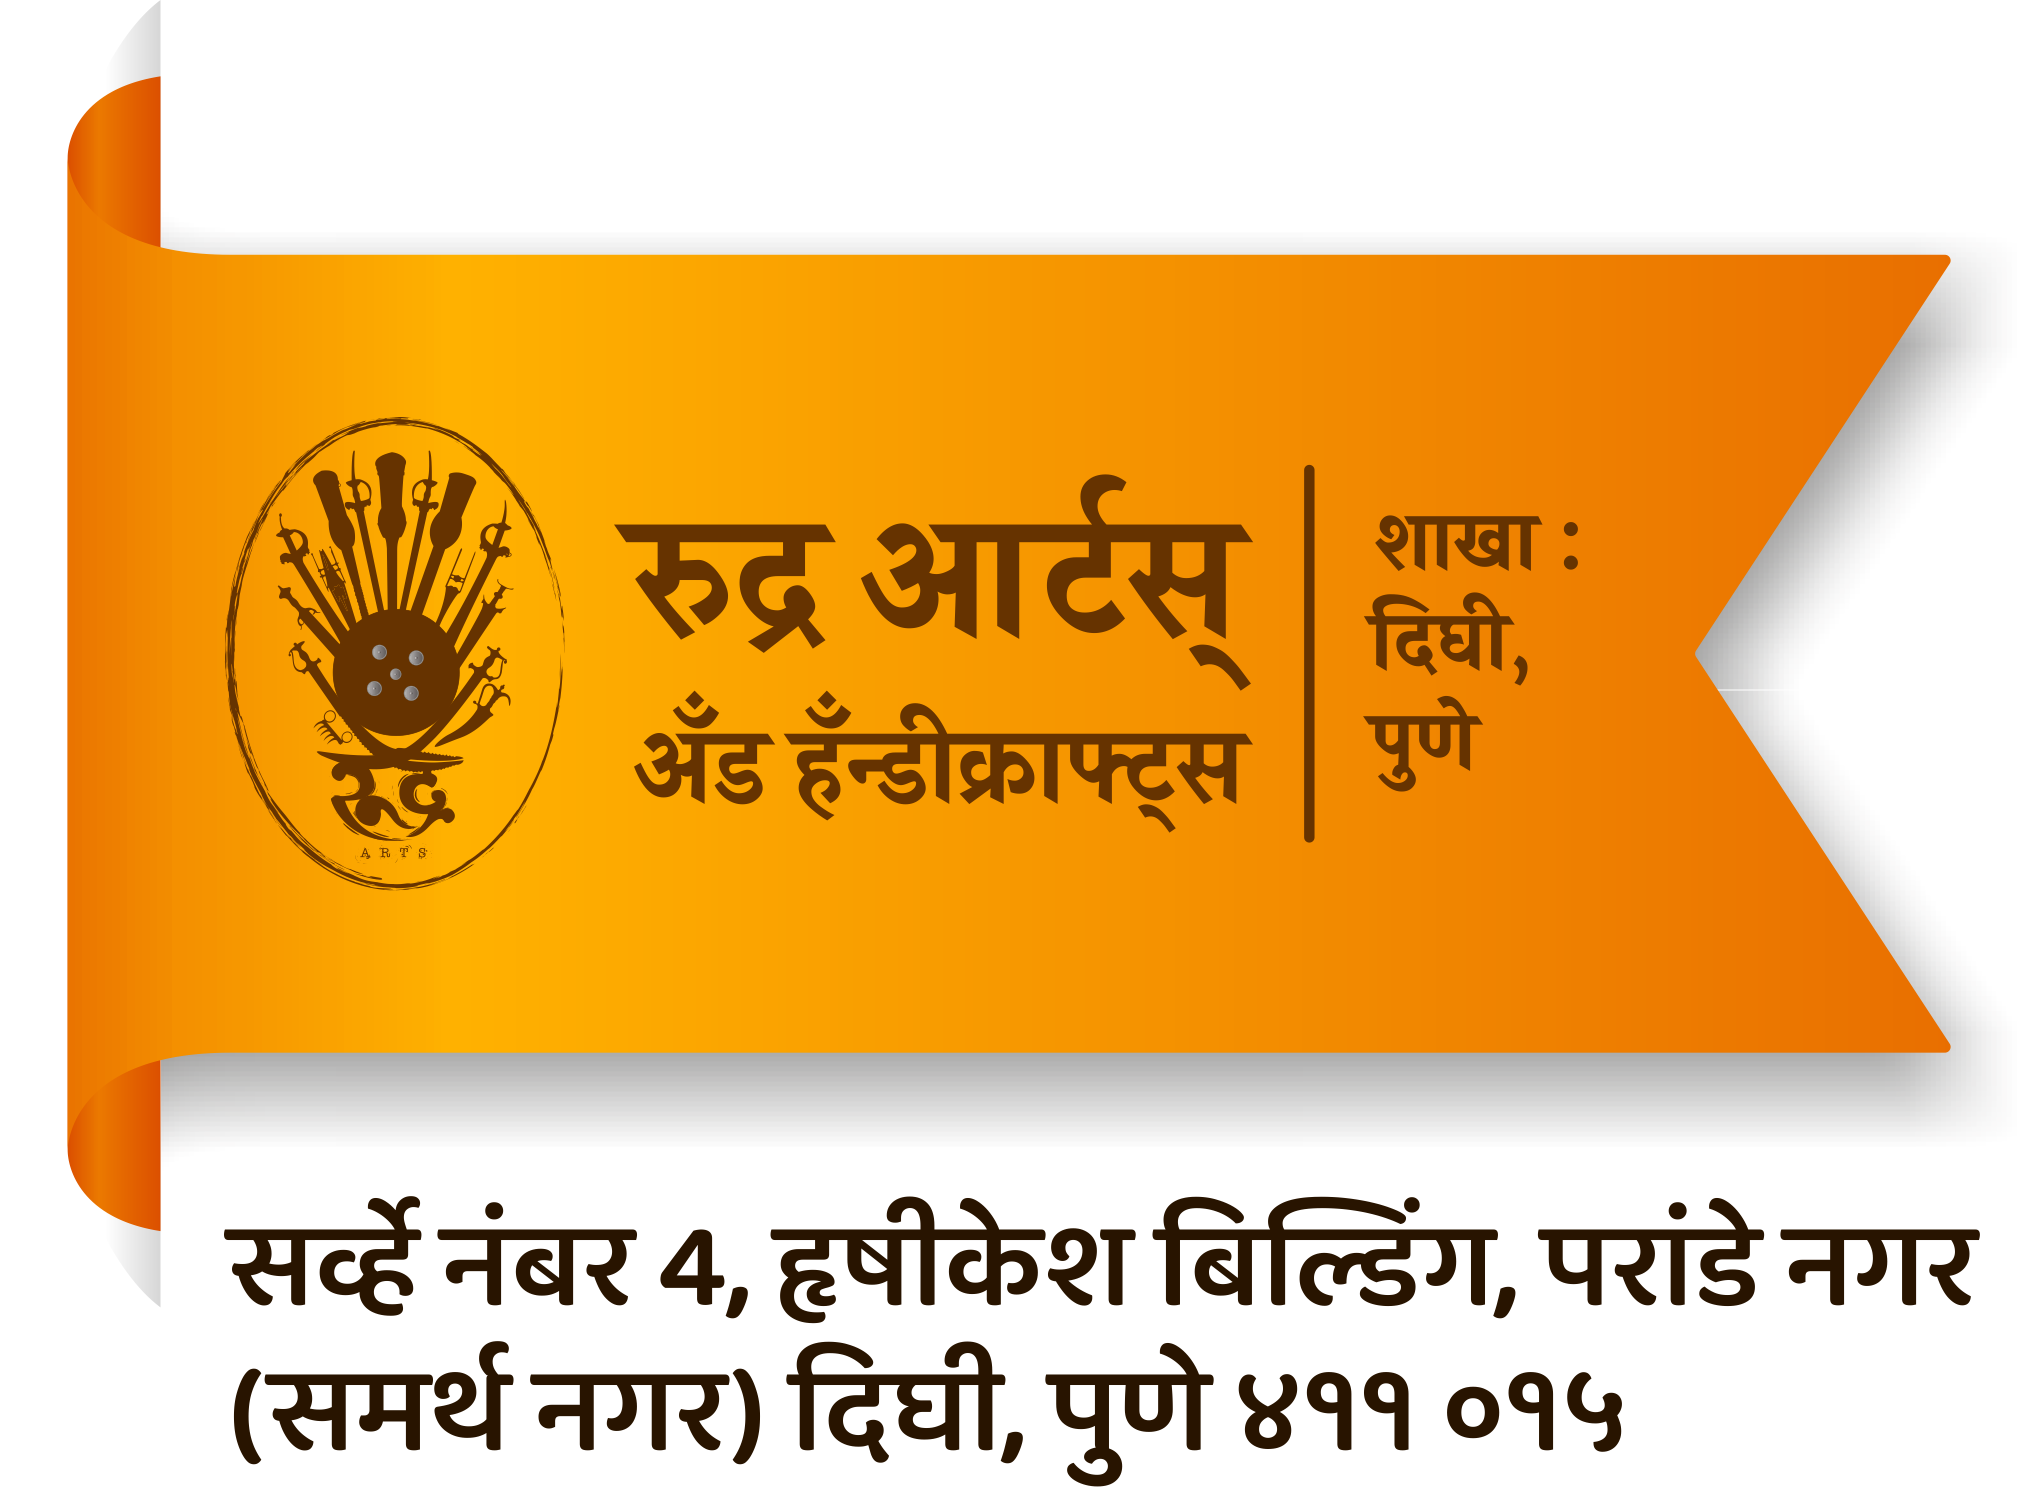 रुद्र
ARTS
रुद्र आर्टस्
अँड हँन्डीक्राफ्ट्स
शाखा :
दिघी,
पुणे
सर्व्हे नंबर 4, हृषीकेश बिल्डिंग, परांडे नगर
(समर्थ नगर) दिघी, पुणे ४११ ०१५